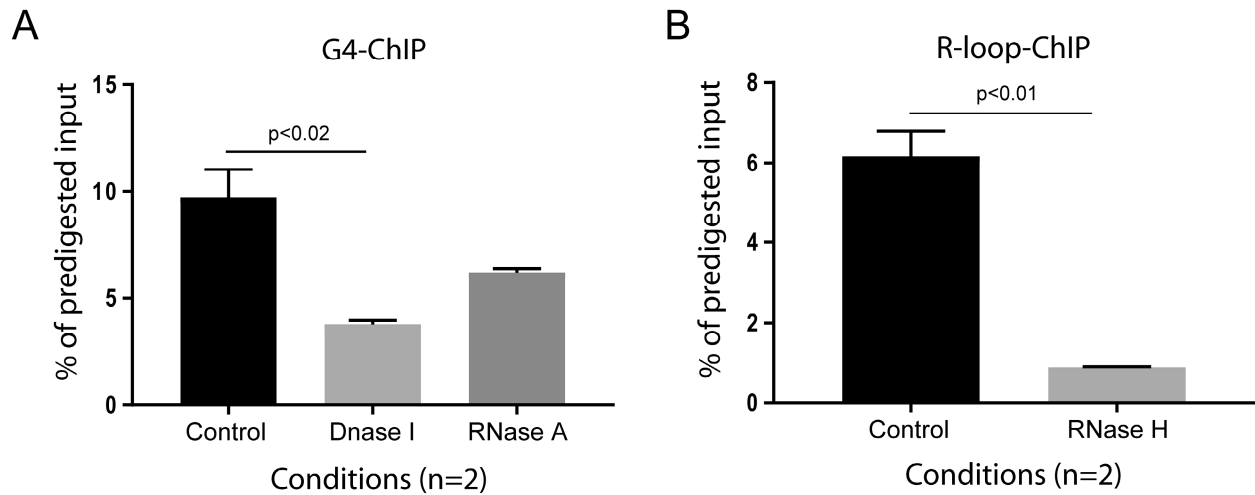 A
G4-ChIP
% of predigested input
15
10
5
0
p<0.02
Control
Dnase I
RNase A
Conditions (n=2)
B
R-loop-ChIP
% of predigested input
8
6
4
2
0
p<0.01
Control
RNase H
Conditions (n=2)